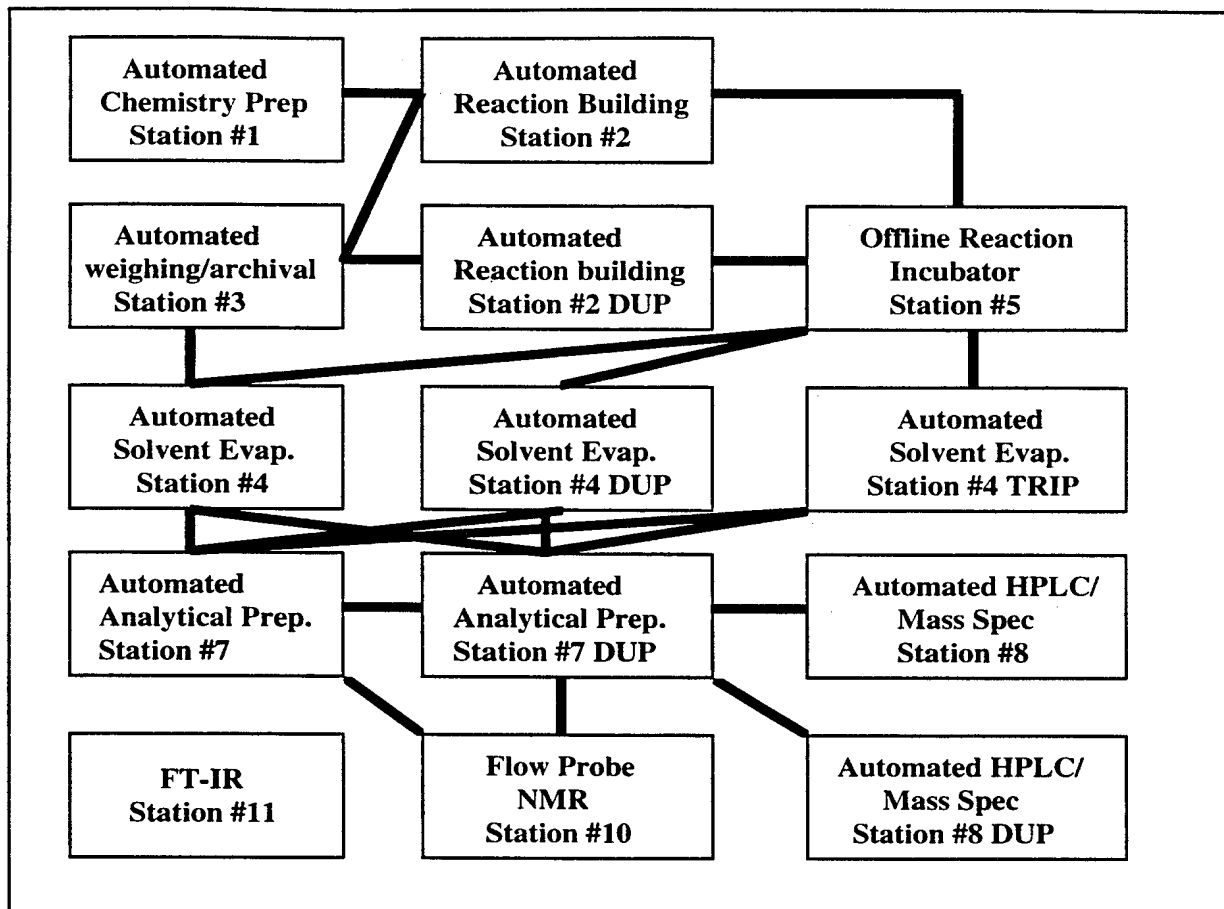 Automated
Chemistry Prep
Station #1
Automated
Reaction Building
Station #2
Automated
weighing/archival
Station #3
Automated
Reaction building
Station #2 DUP
Offline Reaction
Incubator
Station #5
Automated
Solvent Evap.
Station #4
Automated
Solvent Evap.
Station #4 DUP
Automated
Solvent Evap.
Station #4 TRIP
Automated
Analytical Prep.
Station #7
Automated
Analytical Prep.
Station #7 DUP
Automated HPLC/
Mass Spec
Station #8
FT-IR
Station #11
Flow Probe
NMR
Station #10
Automated HPLC/
Mass Spec
Station #8 DUP